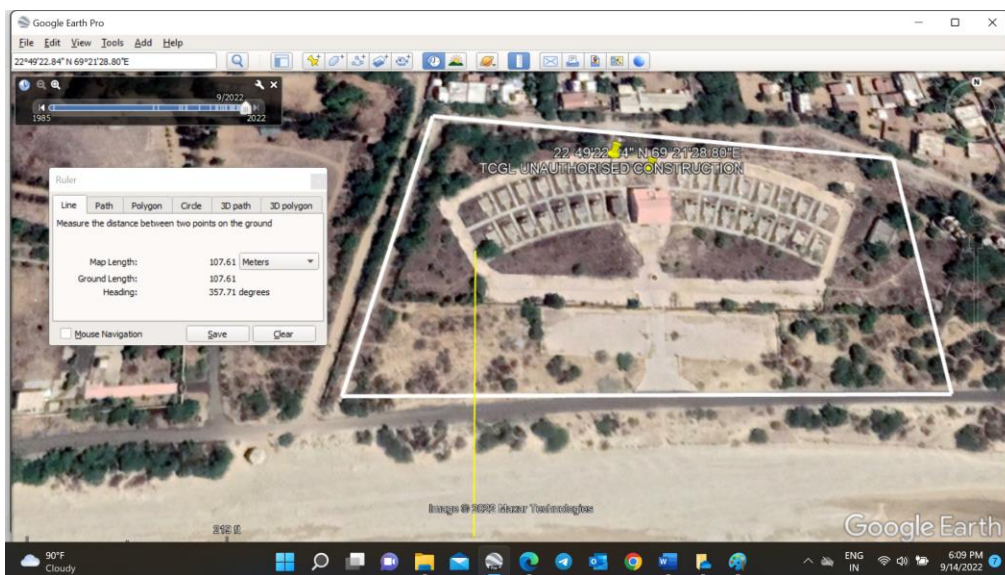 Google Earth Pro
File Edit View Tools Add Help
22°49'22.84" N 69°21'28.80"E
9/2022
1985 2022
22 49'22 4" N 69 21'28.80"E
TCGL UNAUTHORISED CONSTRUCTION
N
Ruler
Line Path Polygon Circle 3D path 3D polygon
Measure the distance between two points on the ground
Map Length: 107.61 Meters
Ground Length: 107.61
Heading: 357.71 degrees
Mouse Navigation Save Clear
Image © 2022 Maxar Technologies
Google Earth
90°F
Cloudy
ENG
IN
6:09 PM
9/14/2022